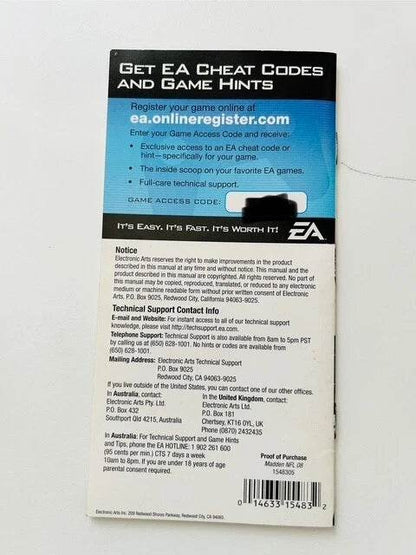 GET EA CHEAT CODES
AND GAME HINTS
Register your game online at
ea.onlineregister.com
Enter your Game Access Code and receive:
• Exclusive access to an EA cheat code or
hint—specifically for your game.
• The inside scoop on your favorite EA games.
• Full-care technical support.
GAME ACCESS CODE:
IT'S EASY. IT'S FAST. IT'S WORTH IT!
EA
Notice
Electronic Arts reserves the right to make improvements in the product
described in this manual at any time and without notice. This manual and the
product described in this manual are copyrighted. All rights reserved. No part of
this manual may be copied, reproduced, translated, or reduced to any electronic
medium or machine readable form without prior written consent of Electronic
Arts, P.O. Box 9025, Redwood City, California 94063-9025.
Technical Support Contact Info
E-mail and Website: For instant access to all of our technical support
knowledge, please visit http://techsupport.ea.com.
Telephone Support: Technical Support is also available from 8am to 5pm PST
by calling us at (650) 628-1001. No hints or codes are available from
(650) 628-1001.
Mailing Address: Electronic Arts Technical Support
P.O. Box 9025
Redwood City, CA 94063-9025
If you live outside of the United States, you can contact one of our other offices.
In Australia, contact:
Electronic Arts Pty. Ltd.
P.O. Box 432
Southport Qld 4215, Australia
In the United Kingdom, contact:
Electronic Arts Ltd.
P.O. Box 181
Chertsey, KT16 0YL, UK
Phone (0870) 2432435
In Australia: For Technical Support and Game Hints
and Tips, phone the EA HOTLINE: 1 902 261 600
(95 cents per min.) CTS 7 days a week
10am to 8pm. If you are under 18 years of age
parental consent required.
Proof of Purchase
Madden NFL 08
1548305
0 14633 15483 2
Electronic Arts Inc. 209 Redwood Shores Parkway, Redwood City, CA 94065.